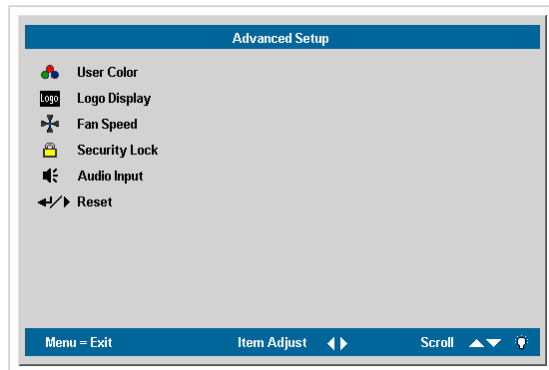 Advanced Setup
User Color
Logo Logo Display
Fan Speed
Security Lock
Audio Input
Reset
Menu = Exit Item Adjust Scroll